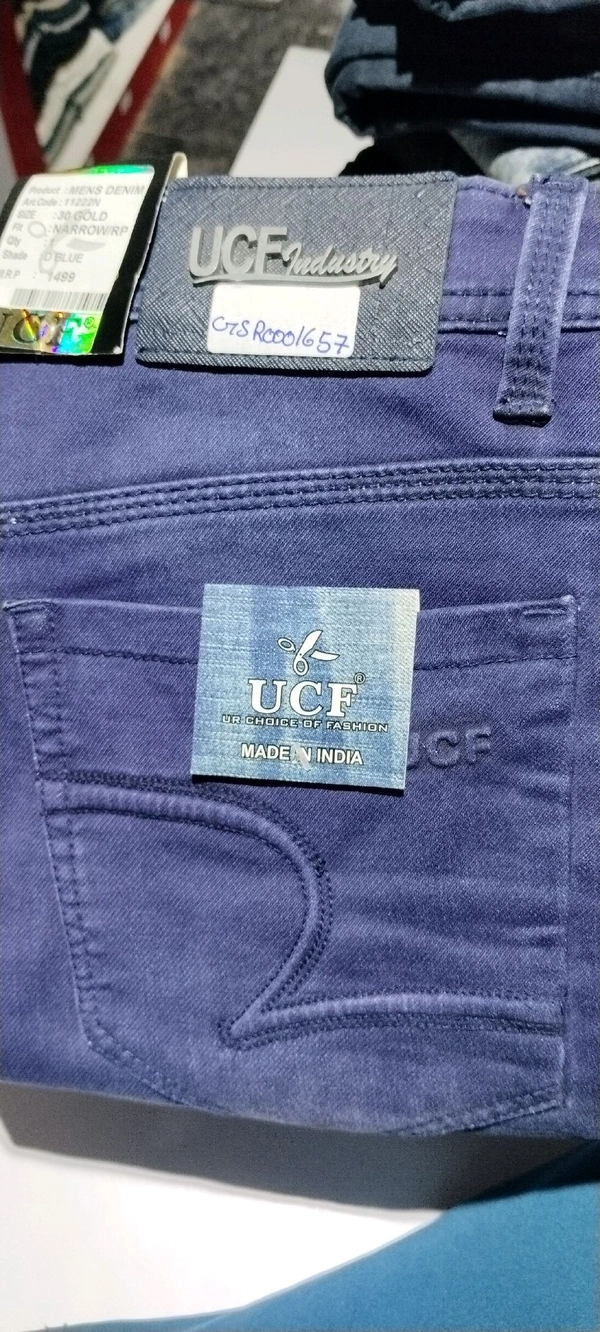 Product : MENS DENIM
Art.Code : 11222N
SIZE : 30 GOLD
Fit : NARROW/RP
Qty : 1
Shade : D BLUE
MRP : 1499
UCF®
UCF Industry
GTSRC001657
UCF®
UR CHOICE OF FASHION
MADE IN INDIA
UCF